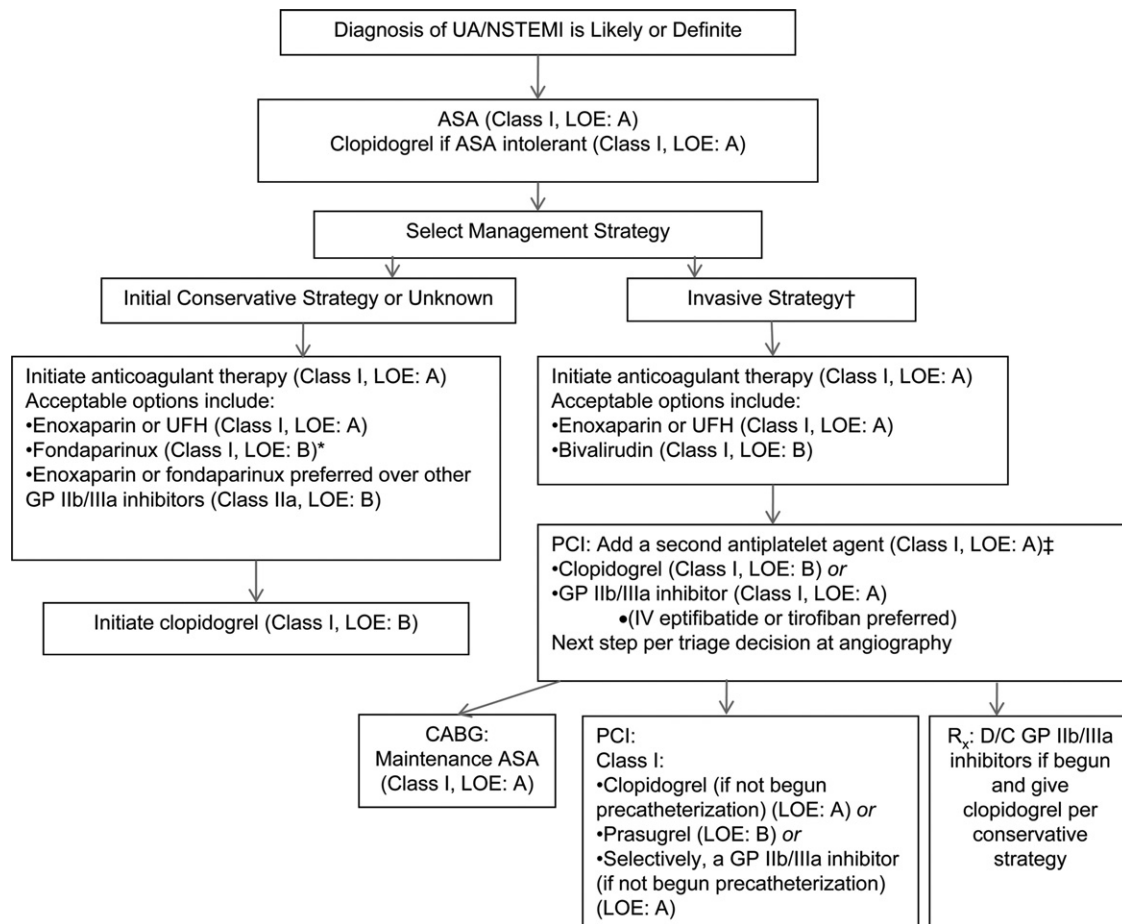 Diagnosis of UA/NSTEMI is Likely or Definite
ASA (Class I, LOE: A)
Clopidogrel if ASA intolerant (Class I, LOE: A)
Select Management Strategy
Initial Conservative Strategy or Unknown
Invasive Strategy†
Initiate anticoagulant therapy (Class I, LOE: A)
Acceptable options include:
•Enoxaparin or UFH (Class I, LOE: A)
•Fondaparinux (Class I, LOE: B)*
•Enoxaparin or fondaparinux preferred over other
GP IIb/IIIa inhibitors (Class IIa, LOE: B)
Initiate clopidogrel (Class I, LOE: B)
Initiate anticoagulant therapy (Class I, LOE: A)
Acceptable options include:
•Enoxaparin or UFH (Class I, LOE: A)
•Bivalirudin (Class I, LOE: B)
PCI: Add a second antiplatelet agent (Class I, LOE: A)‡
•Clopidogrel (Class I, LOE: B) or
•GP IIb/IIIa inhibitor (Class I, LOE: A)
•(IV eptifibatide or tirofiban preferred)
Next step per triage decision at angiography
CABG:
Maintenance ASA
(Class I, LOE: A)
PCI:
Class I:
•Clopidogrel (if not begun
precatheterization) (LOE: A) or
•Prasugrel (LOE: B) or
•Selectively, a GP IIb/IIIa inhibitor
(if not begun precatheterization)
(LOE: A)
Rx: D/C GP IIb/IIIa
inhibitors if begun
and give
clopidogrel per
conservative
strategy